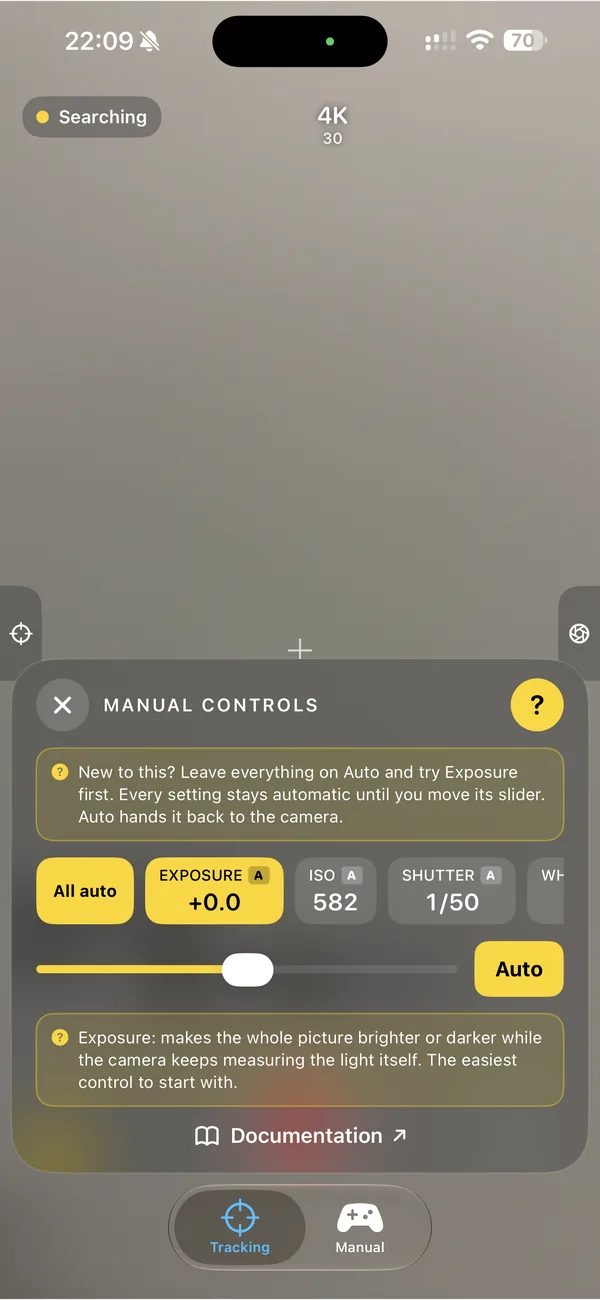 22:09
70
Searching
4K
30
MANUAL CONTROLS
?
? New to this? Leave everything on Auto and try Exposure
first. Every setting stays automatic until you move its slider.
Auto hands it back to the camera.
All auto
EXPOSURE A
+0.0
ISO A
582
SHUTTER A
1/50
WH
Auto
? Exposure: makes the whole picture brighter or darker while
the camera keeps measuring the light itself. The easiest
control to start with.
Documentation
Tracking
Manual